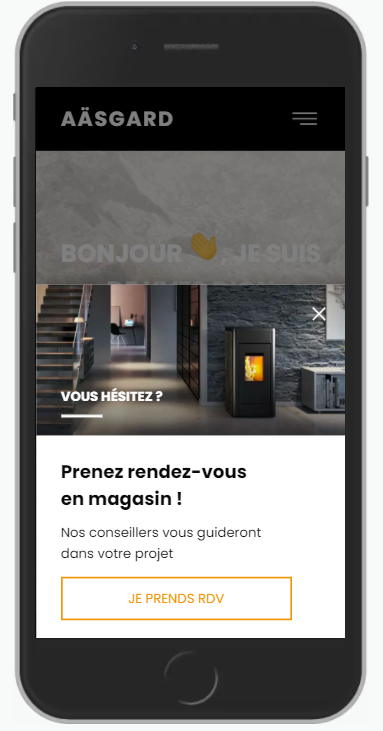 AÄSGARD
BONJOUR 👋, JE SUIS
VOUS HÉSITEZ ?
Prenez rendez-vous
en magasin !
Nos conseillers vous guideront
dans votre projet
JE PRENDS RDV